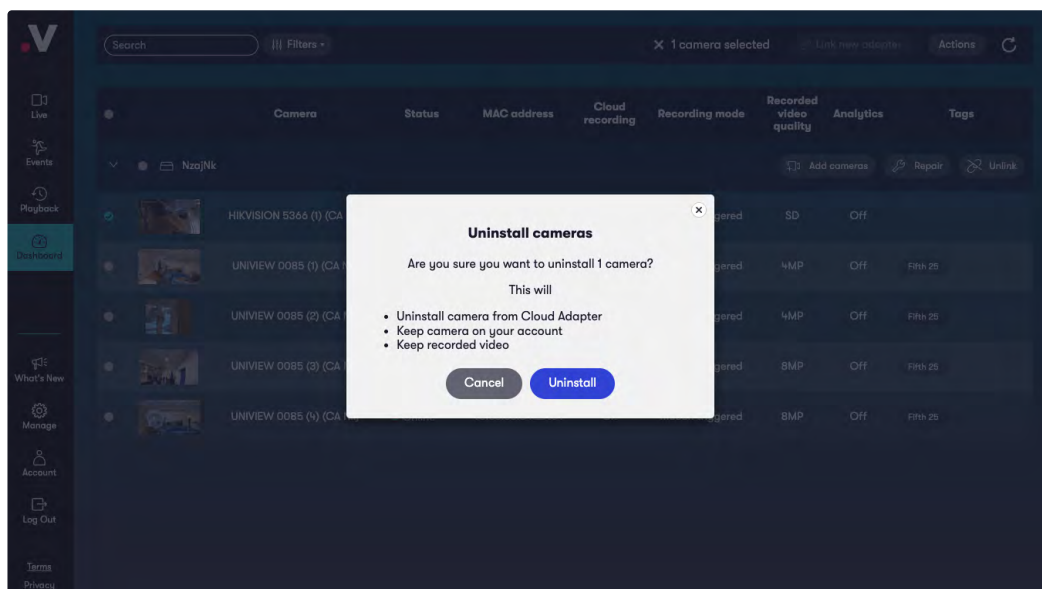 V
Search
Filters
1 camera selected
Link new adapter
Actions
Live
Events
Playback
Dashboard
What's New
Manage
Account
Log Out
Terms
Privacy
Camera
Status
MAC address
Cloud recording
Recording mode
Recorded video quality
Analytics
Tags
NzajNk
Add cameras
Repair
Unlink
HIKVISION 5366 (1) (CA
SD
Off
UNIVIEW 0085 (1) (CA
4MP
Off
Fifth 25
UNIVIEW 0085 (2) (CA
4MP
Off
Fifth 25
UNIVIEW 0085 (3) (CA
8MP
Off
Fifth 25
UNIVIEW 0085 (4) (CA
8MP
Off
Fifth 25
Uninstall cameras
Are you sure you want to uninstall 1 camera?
This will
• Uninstall camera from Cloud Adapter
• Keep camera on your account
• Keep recorded video
Cancel
Uninstall